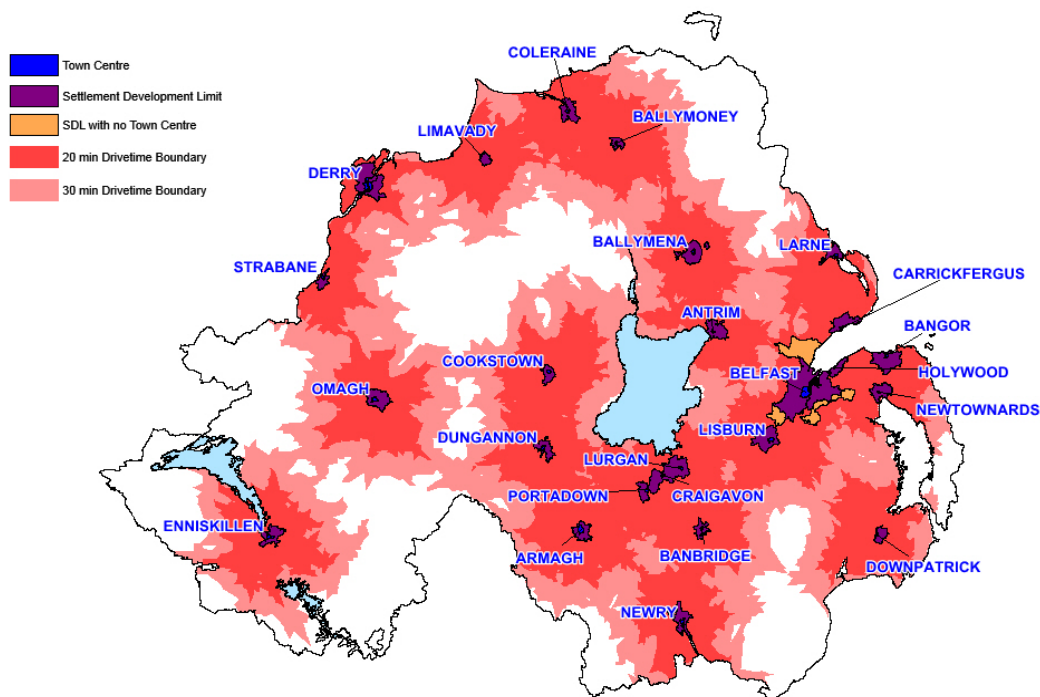 Town Centre
Settlement Development Limit
SDL with no Town Centre
20 min Drivetime Boundary
30 min Drivetime Boundary
COLERAINE
LIMAVADY
BALLYMONEY
DERRY
BALLYMENA
LARNE
STRABANE
CARRICKFERGUS
ANTRIM
BANGOR
COOKSTOWN
BELFAST
HOLYWOOD
OMAGH
NEWTOWNARDS
LISBURN
DUNGANNON
LURGAN
PORTADOWN
CRAIGAVON
ENNISKILLEN
ARMAGH
BANBRIDGE
DOWNPATRICK
NEWRY